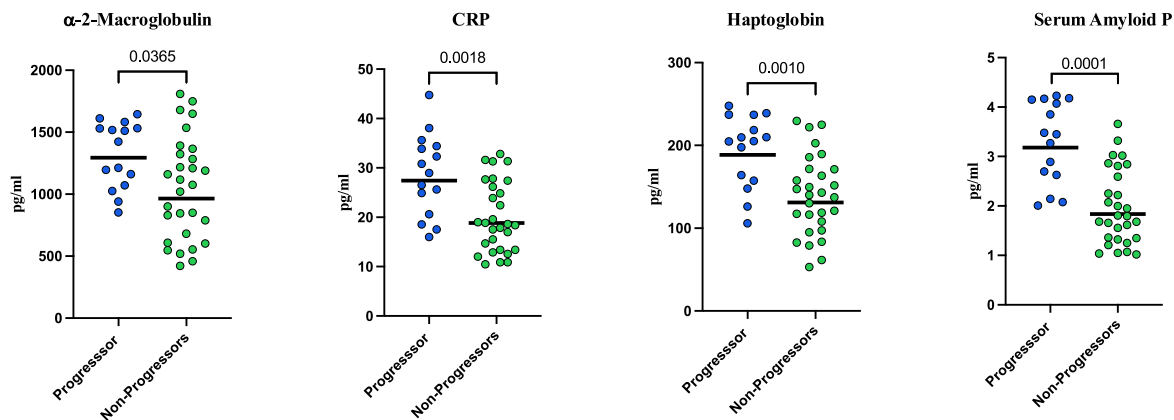 α-2-Macroglobulin
0.0365
2000
1500
1000
500
0
pg/ml
Progresssor
Non-Progressors
CRP
0.0018
50
40
30
20
10
0
pg/ml
Progresssor
Non-Progressors
Haptoglobin
0.0010
300
200
100
0
pg/ml
Progresssor
Non-Progressors
Serum Amyloid P
0.0001
5
4
3
2
1
0
pg/ml
Progresssor
Non-Progressors